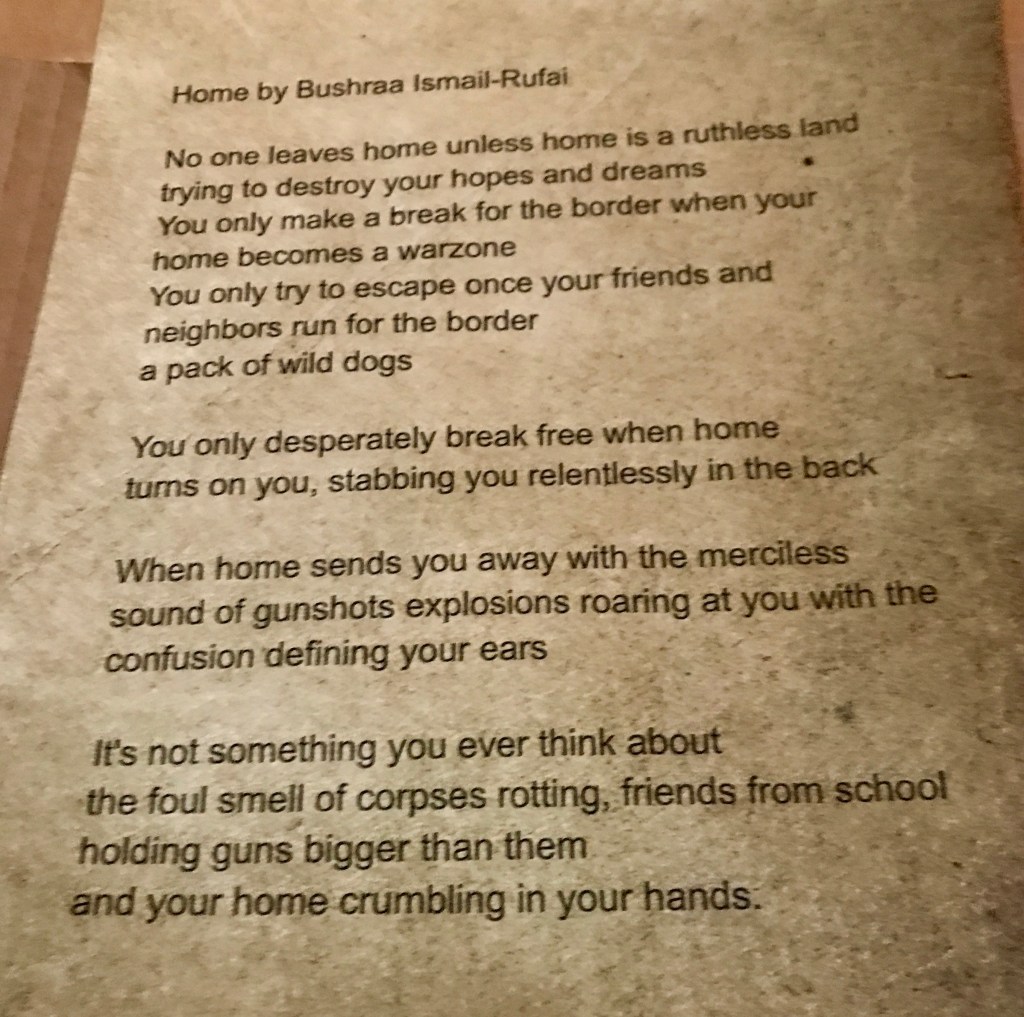 Home by Bushraa Ismail-Rufai
No one leaves home unless home is a ruthless land
trying to destroy your hopes and dreams
You only make a break for the border when your
home becomes a warzone
You only try to escape once your friends and
neighbors run for the border
a pack of wild dogs
You only desperately break free when home
turns on you, stabbing you relentlessly in the back
When home sends you away with the merciless
sound of gunshots explosions roaring at you with the
confusion defining your ears
It's not something you ever think about
the foul smell of corpses rotting, friends from school
holding guns bigger than them
and your home crumbling in your hands.